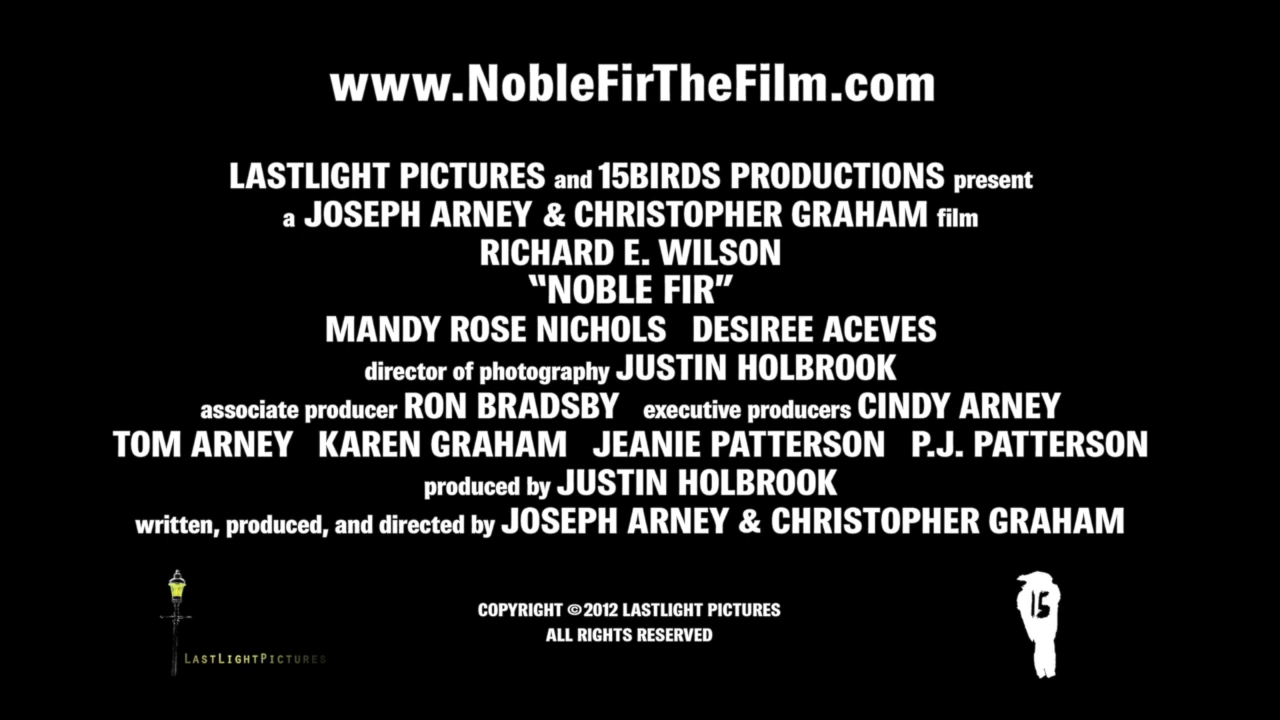 www.NobleFirTheFilm.com
LASTLIGHT PICTURES and 15BIRDS PRODUCTIONS present
a JOSEPH ARNEY & CHRISTOPHER GRAHAM film
RICHARD E. WILSON
“NOBLE FIR”
MANDY ROSE NICHOLS DESIREE ACEVES
director of photography JUSTIN HOLBROOK
associate producer RON BRADSBY executive producers CINDY ARNEY
TOM ARNEY KAREN GRAHAM JEANIE PATTERSON P.J. PATTERSON
produced by JUSTIN HOLBROOK
written, produced, and directed by JOSEPH ARNEY & CHRISTOPHER GRAHAM
COPYRIGHT ©2012 LASTLIGHT PICTURES
ALL RIGHTS RESERVED
LASTLIGHTPICTURES
15